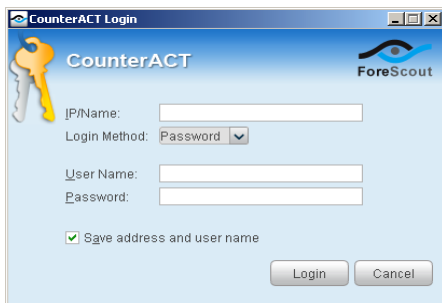 CounterACT Login
CounterACT
ForeScout
IP/Name:
Login Method: Password
User Name:
Password:
Save address and user name
Login Cancel